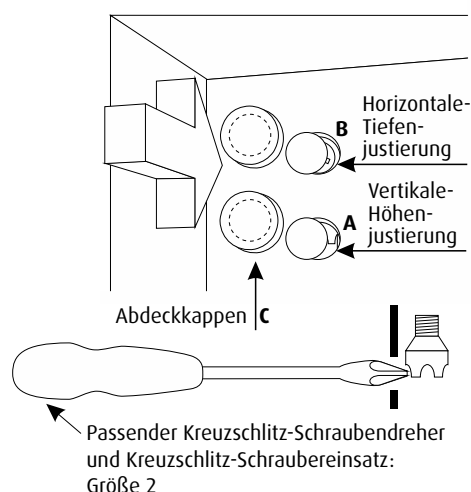 B
Horizontale-
Tiefen-
justierung
A
Vertikale-
Höhen-
justierung
Abdeckkappen C
Passender Kreuzschlitz-Schraubendreher
und Kreuzschlitz-Schraubereinsatz:
Größe 2